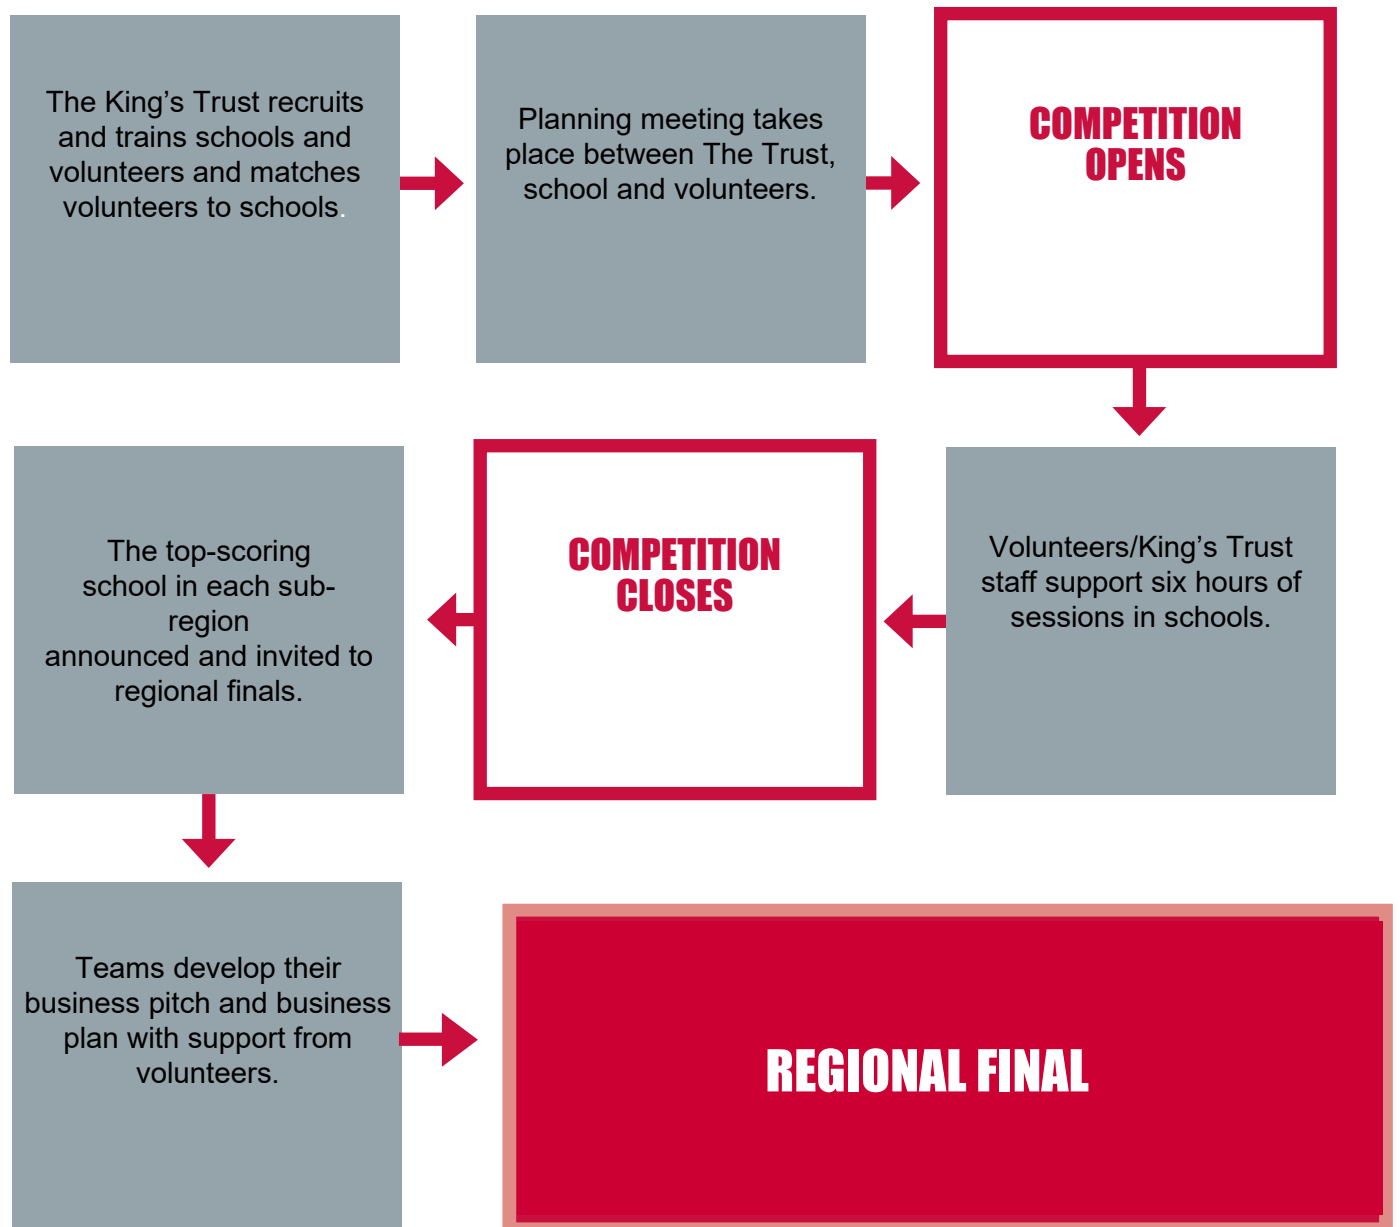 The King’s Trust recruits
and trains schools and
volunteers and matches
volunteers to schools.
Planning meeting takes
place between The Trust,
school and volunteers.
COMPETITION
OPENS
Volunteers/King’s Trust
staff support six hours of
sessions in schools.
COMPETITION
CLOSES
The top-scoring
school in each sub-
region
announced and invited to
regional finals.
Teams develop their
business pitch and business
plan with support from
volunteers.
REGIONAL FINAL